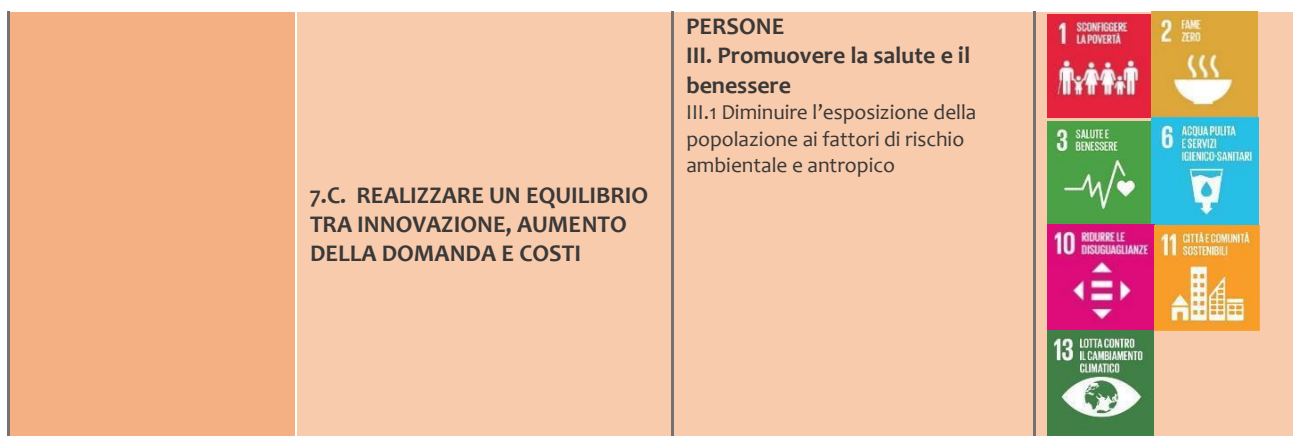 7.C. REALIZZARE UN EQUILIBRIO
TRA INNOVAZIONE, AUMENTO
DELLA DOMANDA E COSTI
PERSONE
III. Promuovere la salute e il
benessere
III.1 Diminuire l’esposizione della
popolazione ai fattori di rischio
ambientale e antropico
1 SCONFIGGERE
LA POVERTÀ
2 FAME
ZERO
3 SALUTE E
BENESSERE
6 ACQUA PULITA
E SERVIZI
IGIENICO-SANITARI
10 RIDURRE LE
DISUGUAGLIANZE
11 CITTÀ E COMUNITÀ
SOSTENIBILI
13 LOTTA CONTRO
IL CAMBIAMENTO
CLIMATICO